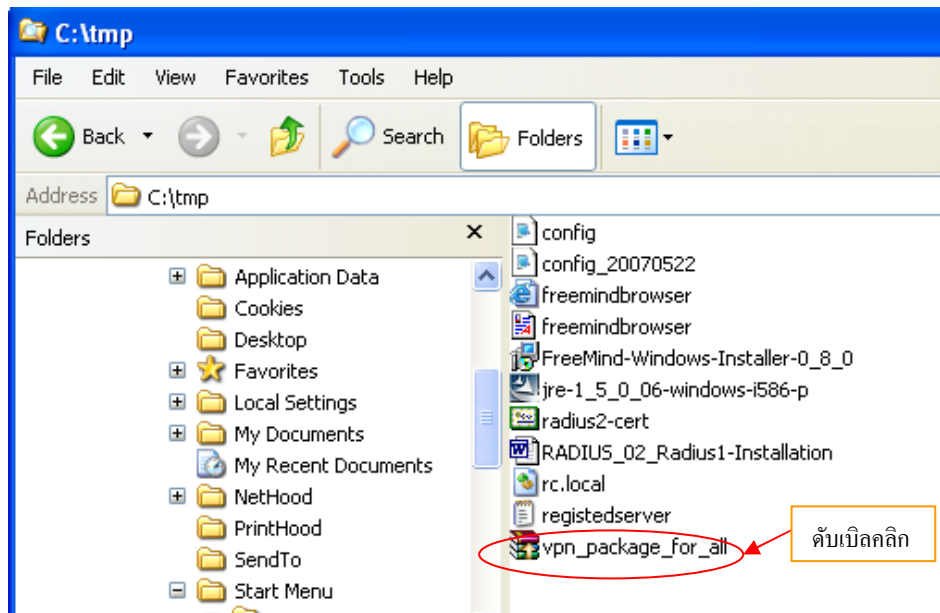 C:\tmp
File Edit View Favorites Tools Help
Back Search Folders
Address C:\tmp
Folders
Application Data
Cookies
Desktop
Favorites
Local Settings
My Documents
My Recent Documents
NetHood
PrintHood
SendTo
Start Menu
config
config_20070522
freemindbrowser
freemindbrowser
FreeMind-Windows-Installer-0_8_0
jre-1_5_0_06-windows-i586-p
radius2-cert
RADIUS_02_Radius1-Installation
rc.local
registedserver
vpn_package_for_all
ดับเบิลคลิก